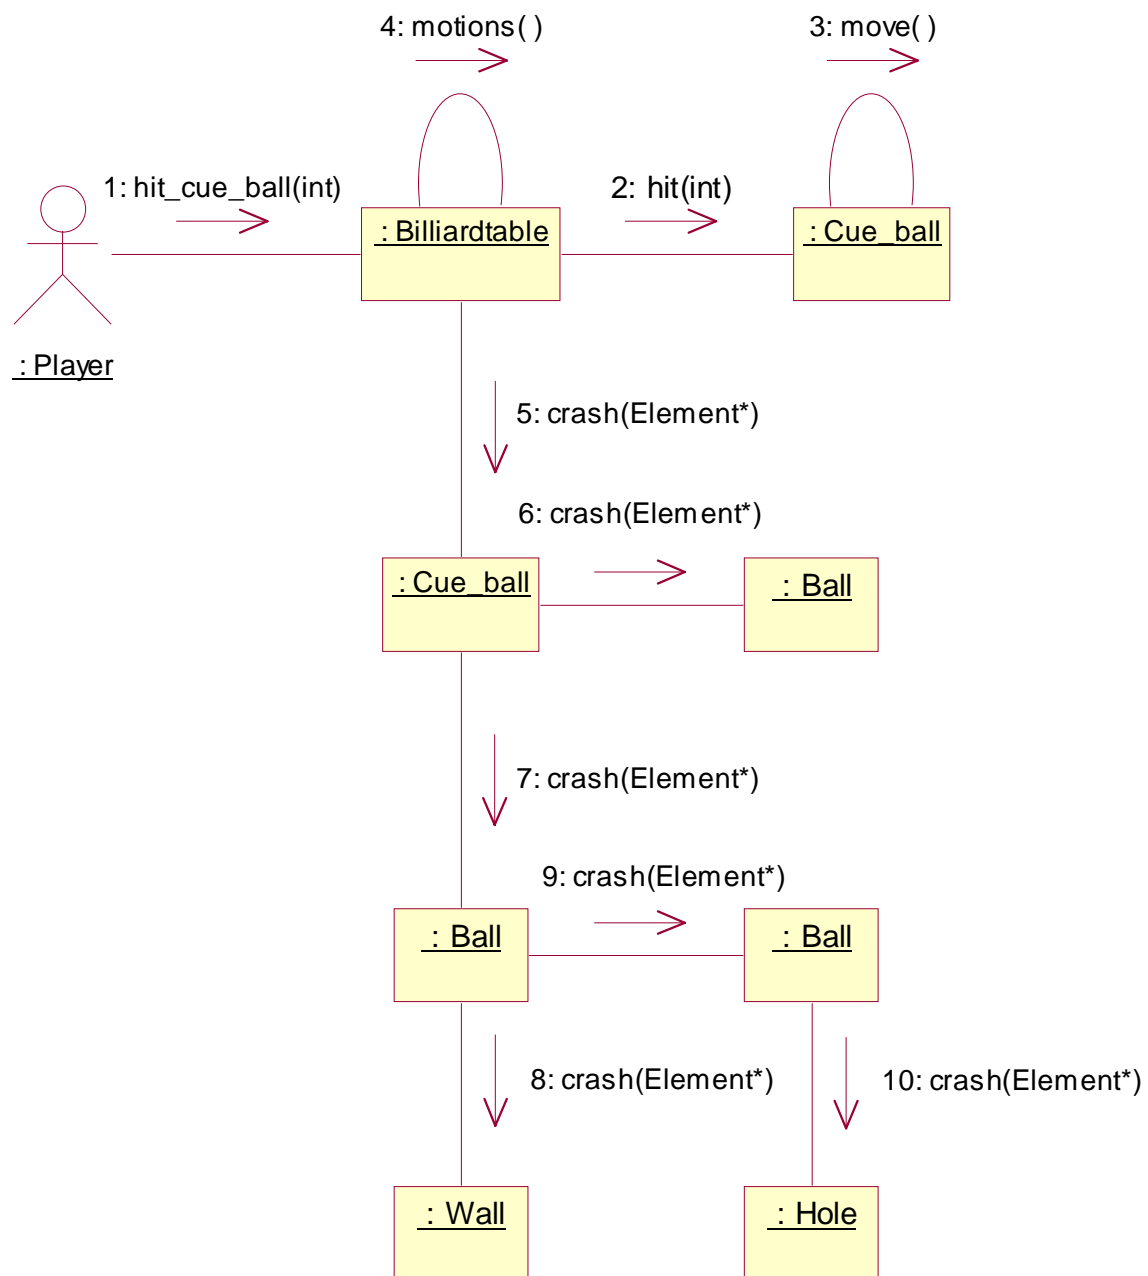 4: motions( )
3: move( )
1: hit_cue_ball(int)
2: hit(int)
: Billiardtable
: Cue_ball
: Player
5: crash(Element*)
6: crash(Element*)
: Cue_ball
: Ball
7: crash(Element*)
9: crash(Element*)
: Ball
: Ball
8: crash(Element*)
10: crash(Element*)
: Wall
: Hole